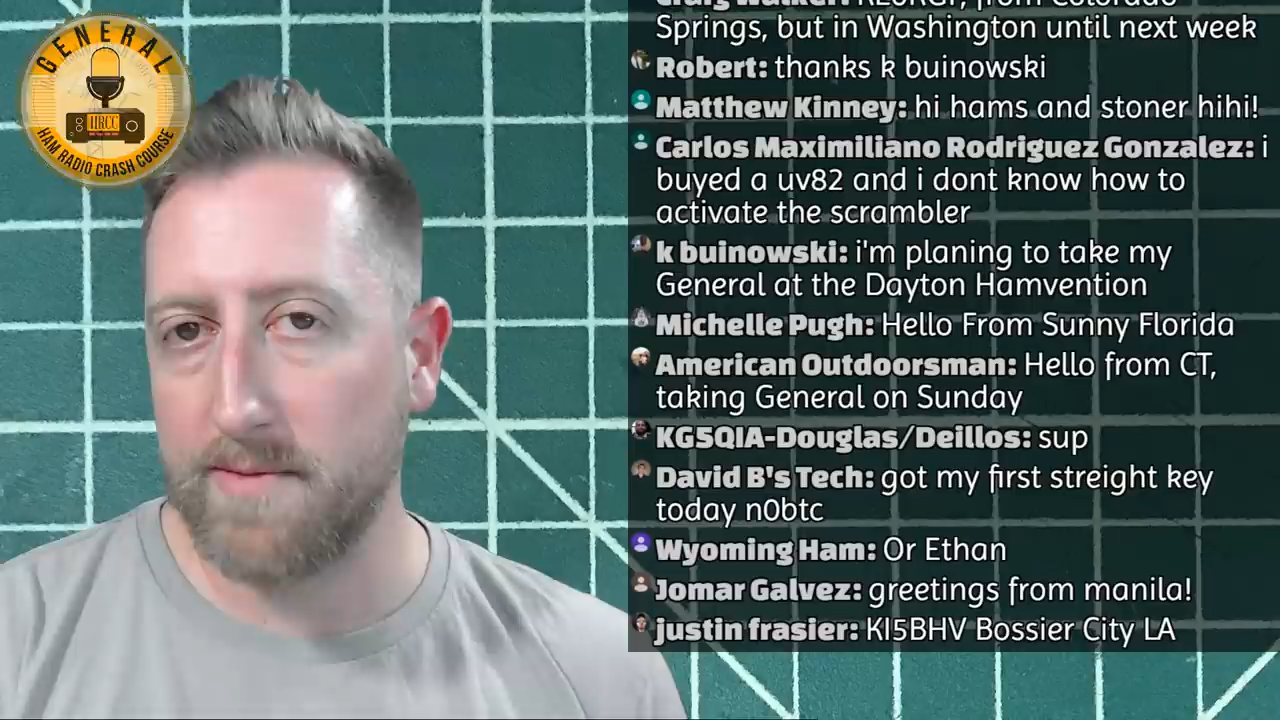 GENERAL
HRCC
HAM RADIO CRASH COURSE
Springs, but in Washington until next week
Robert: thanks k buinowski
Matthew Kinney: hi hams and stoner hihi!
Carlos Maximiliano Rodriguez Gonzalez: i
buyed a uv82 and i dont know how to
activate the scrambler
k buinowski: i'm planing to take my
General at the Dayton Hamvention
Michelle Pugh: Hello From Sunny Florida
American Outdoorsman: Hello from CT,
taking General on Sunday
KG5QIA-Douglas/Deillos: sup
David B's Tech: got my first streight key
today n0btc
Wyoming Ham: Or Ethan
Jomar Galvez: greetings from manila!
justin frasier: KI5BHV Bossier City LA